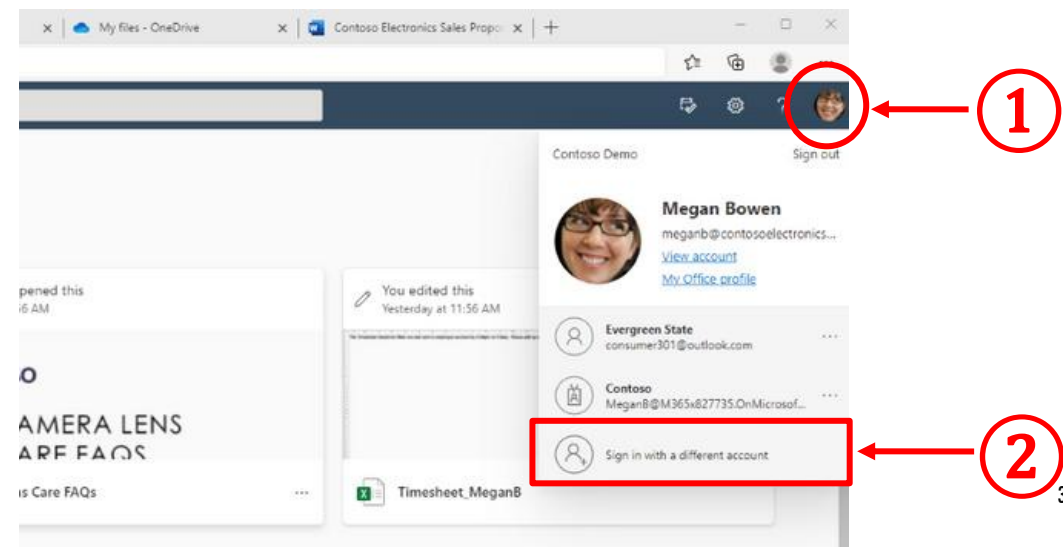 My files - OneDrive
Contoso Electronics Sales Propo
1
Contoso Demo
Sign out
Megan Bowen
meganb@contosoelectronics...
View account
My Office profile
pened this
6 AM
You edited this
Yesterday at 11:56 AM
Evergreen State
consumer301@outlook.com
Contoso
MeganB@M365x827735.OnMicrosof...
O
AMERA LENS
ARE FAQS
Sign in with a different account
2
s Care FAQs
Timesheet_MeganB
3